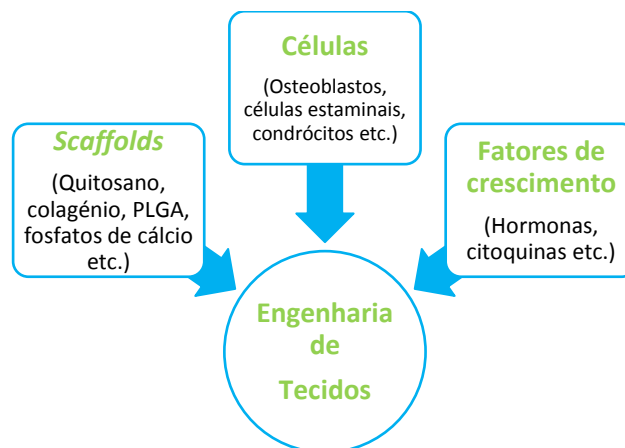 Células
(Osteoblastos,
células estaminais,
condrócitos etc.)
Scaffolds
(Quitosano,
colagénio, PLGA,
fosfatos de cálcio
etc.)
Fatores de
crescimento
(Hormonas,
citoquinas etc.)
Engenharia
de
Tecidos